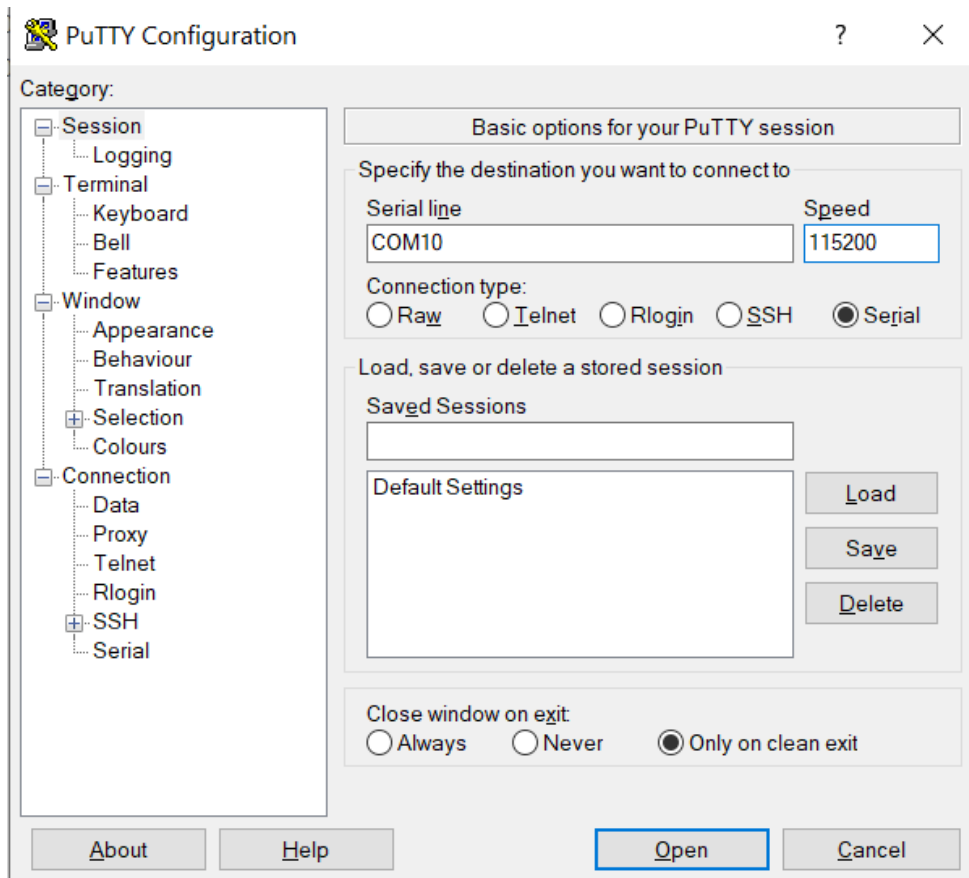 PuTTY Configuration
?
Category:
Session
Logging
Terminal
Keyboard
Bell
Features
Window
Appearance
Behaviour
Translation
Selection
Colours
Connection
Data
Proxy
Telnet
Rlogin
SSH
Serial
Basic options for your PuTTY session
Specify the destination you want to connect to
Serial line Speed
COM10 115200
Connection type:
Raw Telnet Rlogin SSH Serial
Load, save or delete a stored session
Saved Sessions
Default Settings
Load
Save
Delete
Close window on exit:
Always Never Only on clean exit
About Help Open Cancel